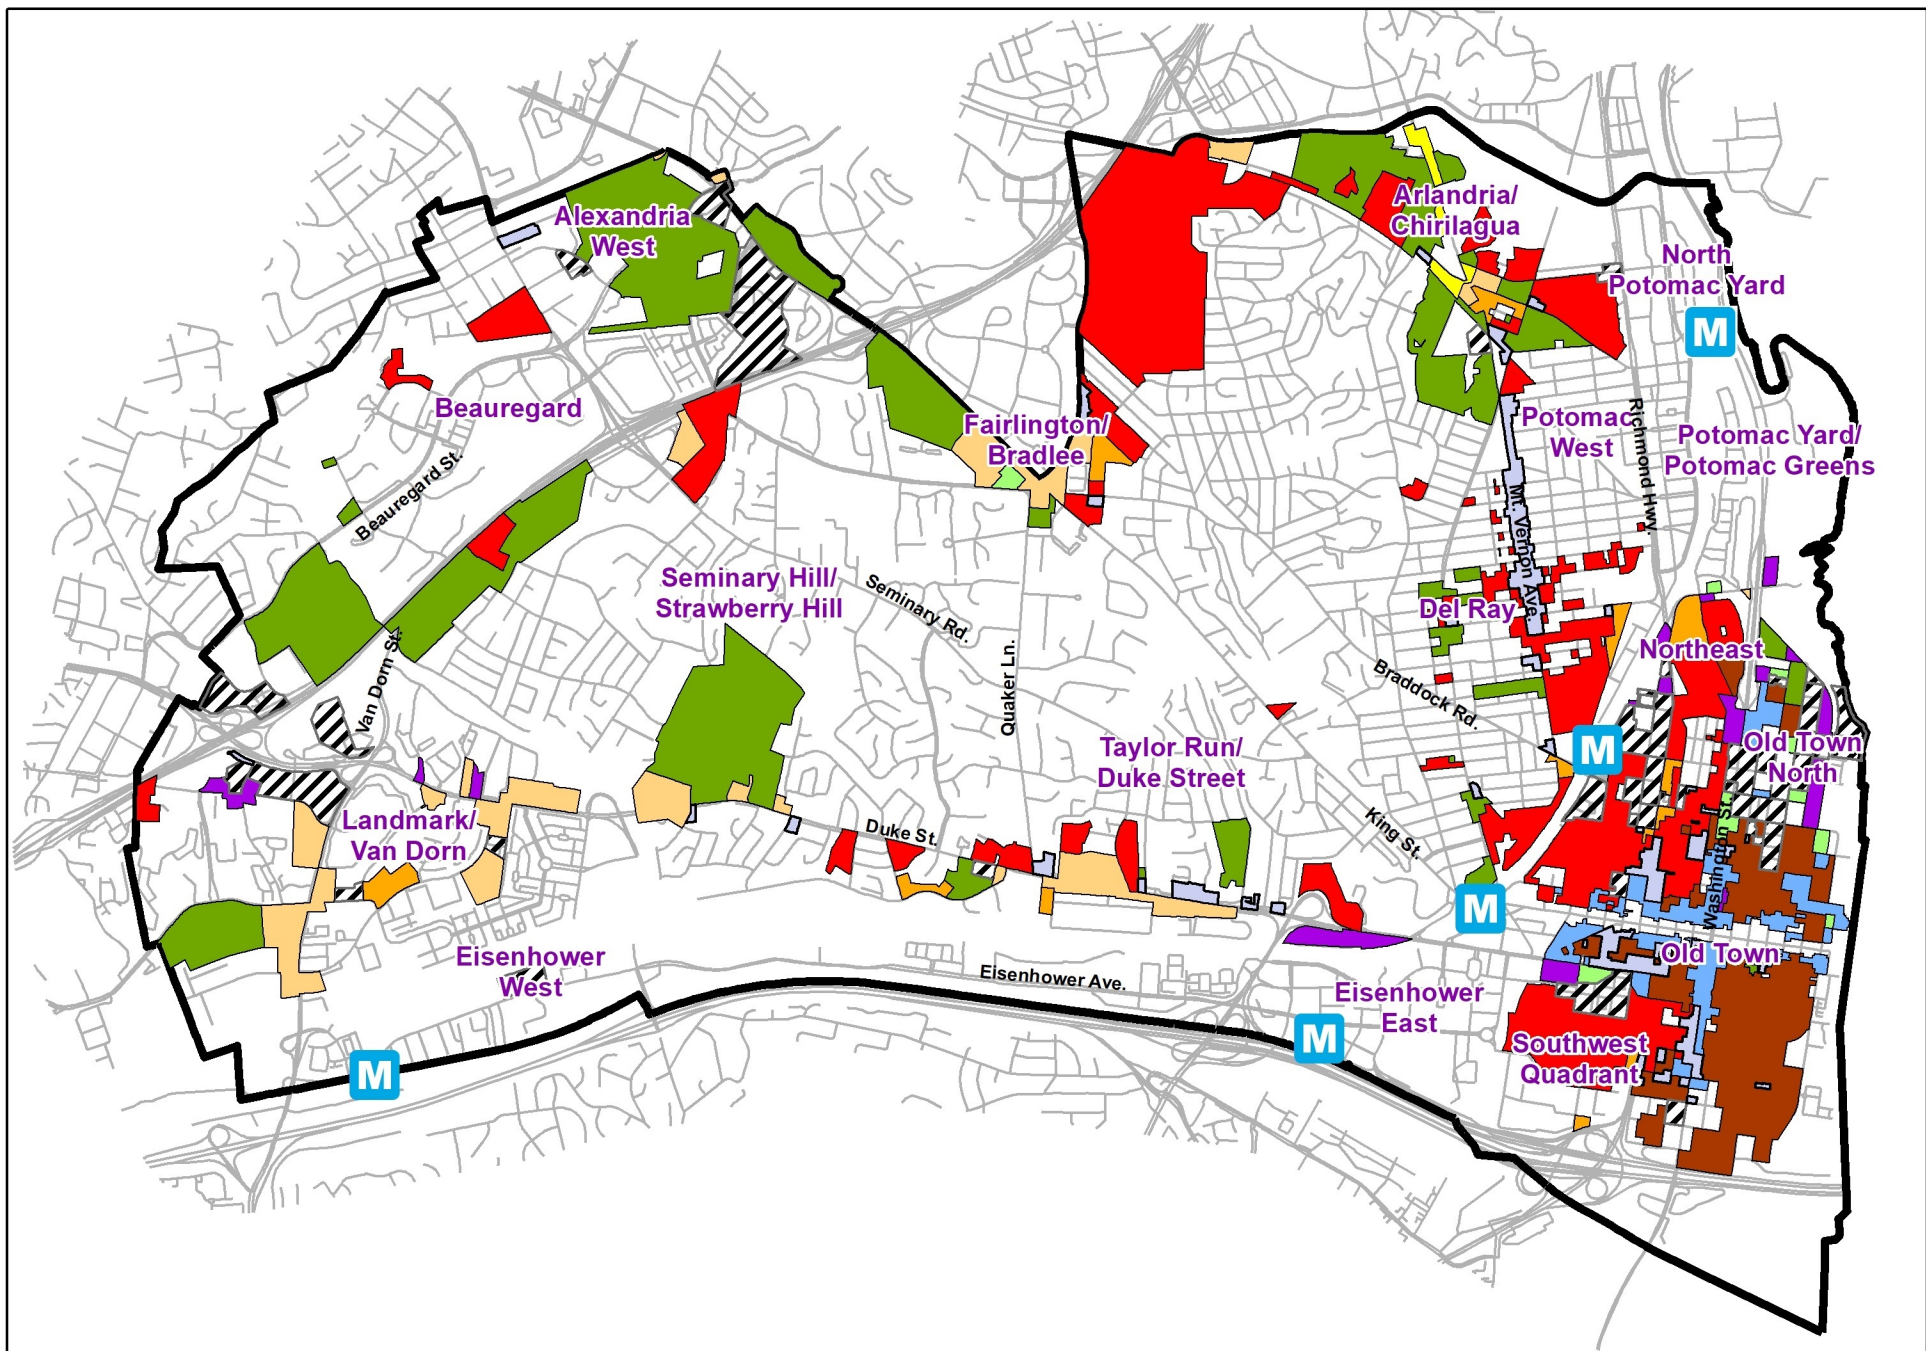 Alexandria
West
Arlandria/
Chirilagua
North
Potomac Yard
M
Beauregard
Fairlington/
Bradlee
Potomac
West
Richmond Hwy.
Potomac Yard/
Potomac Greens
Beauregard St.
Mt. Vernon Ave.
Seminary Hill/
Strawberry Hill
Seminary Rd.
Del Ray
Northeast
Van Dorn St.
Quaker Ln.
Braddock Rd.
Taylor Run/
Duke Street
M
Old Town
North
Landmark/
Van Dorn
Duke St.
King St.
Washington St.
M
Old Town
Eisenhower
West
Eisenhower Ave.
Eisenhower
East
M
Southwest
Quadrant
M